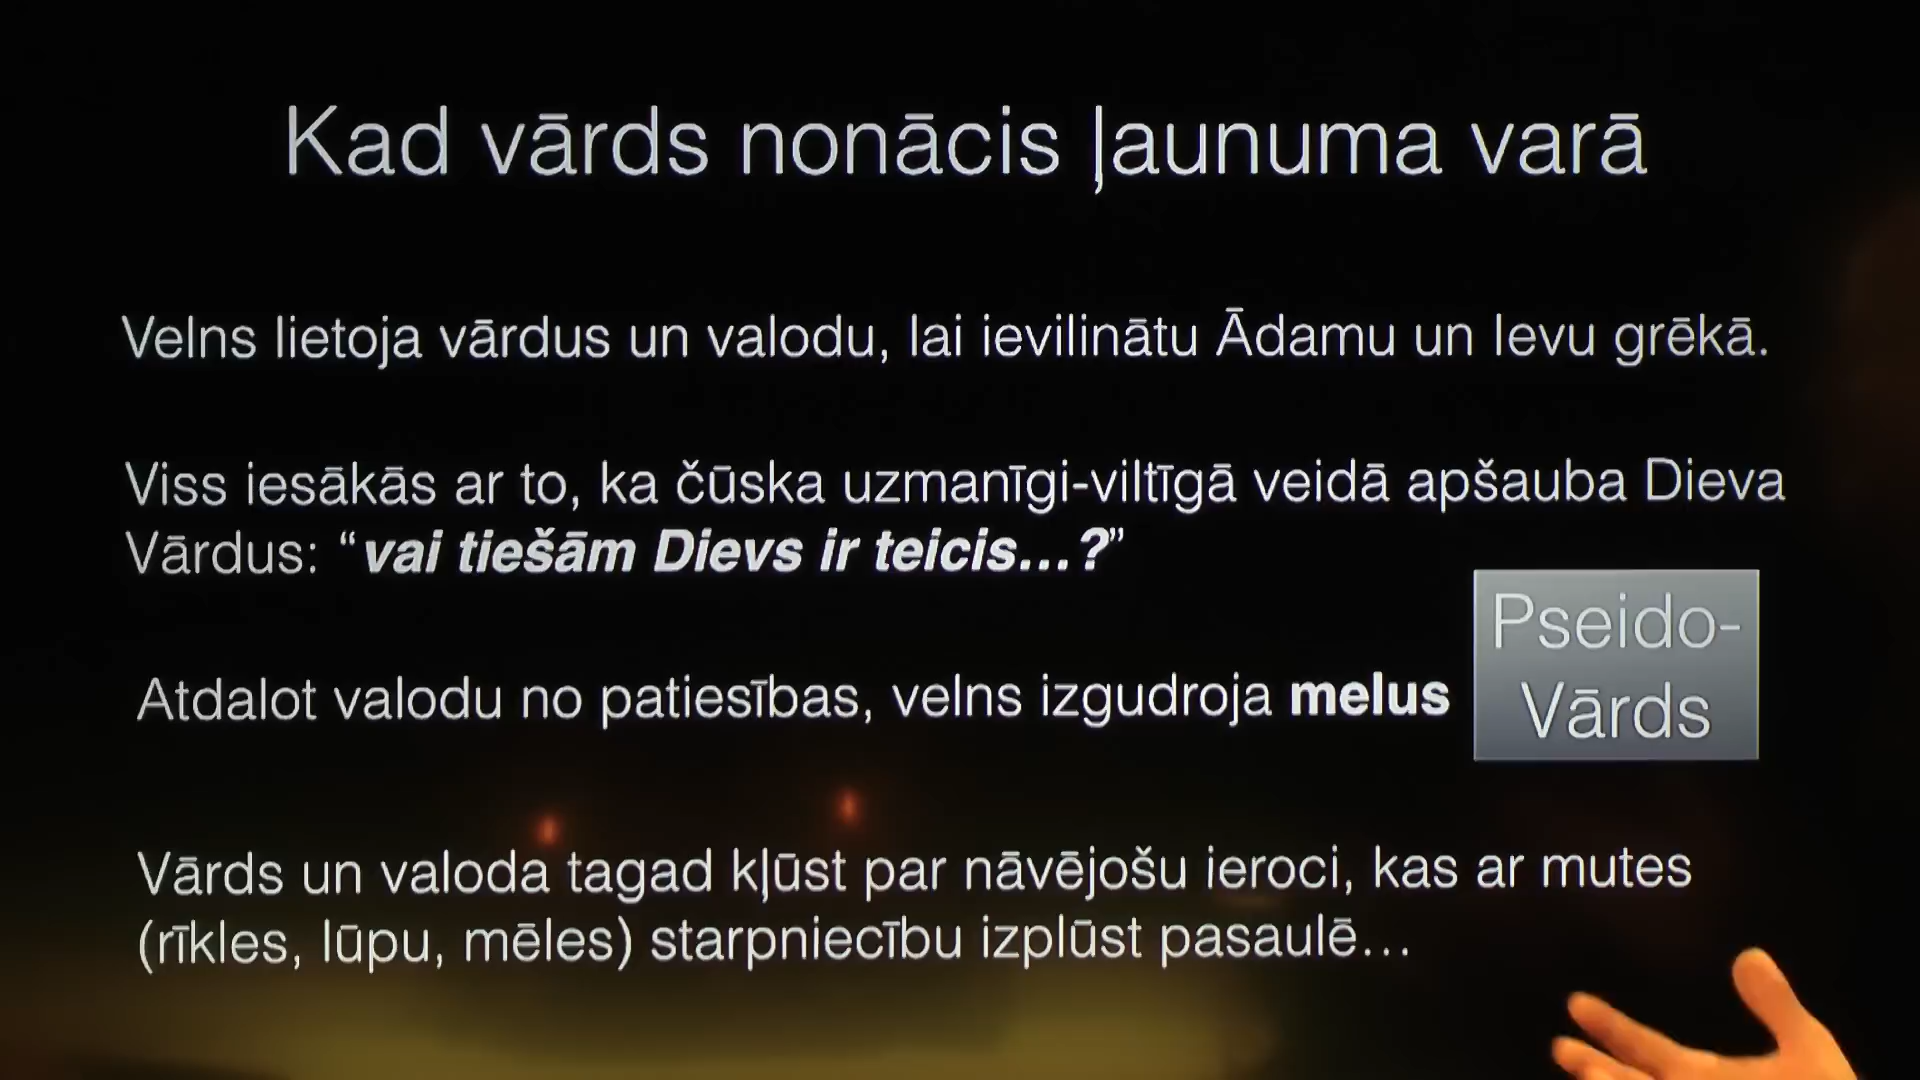 Kad vārds nonācis ļaunuma varā
Velns lietoja vārdus un valodu, lai ievilinātu Ādamu un Ievu grēkā.
Viss iesākās ar to, ka čūska uzmanīgi-viltīgā veidā apšauba Dieva
Vārdus: “vai tiešām Dievs ir teicis...?”
Atdalot valodu no patiesības, velns izgudroja melus
Pseido-
Vārds
Vārds un valoda tagad kļūst par nāvējošu ieroci, kas ar mutes
(rīkles, lūpu, mēles) starpniecību izplūst pasaulē...